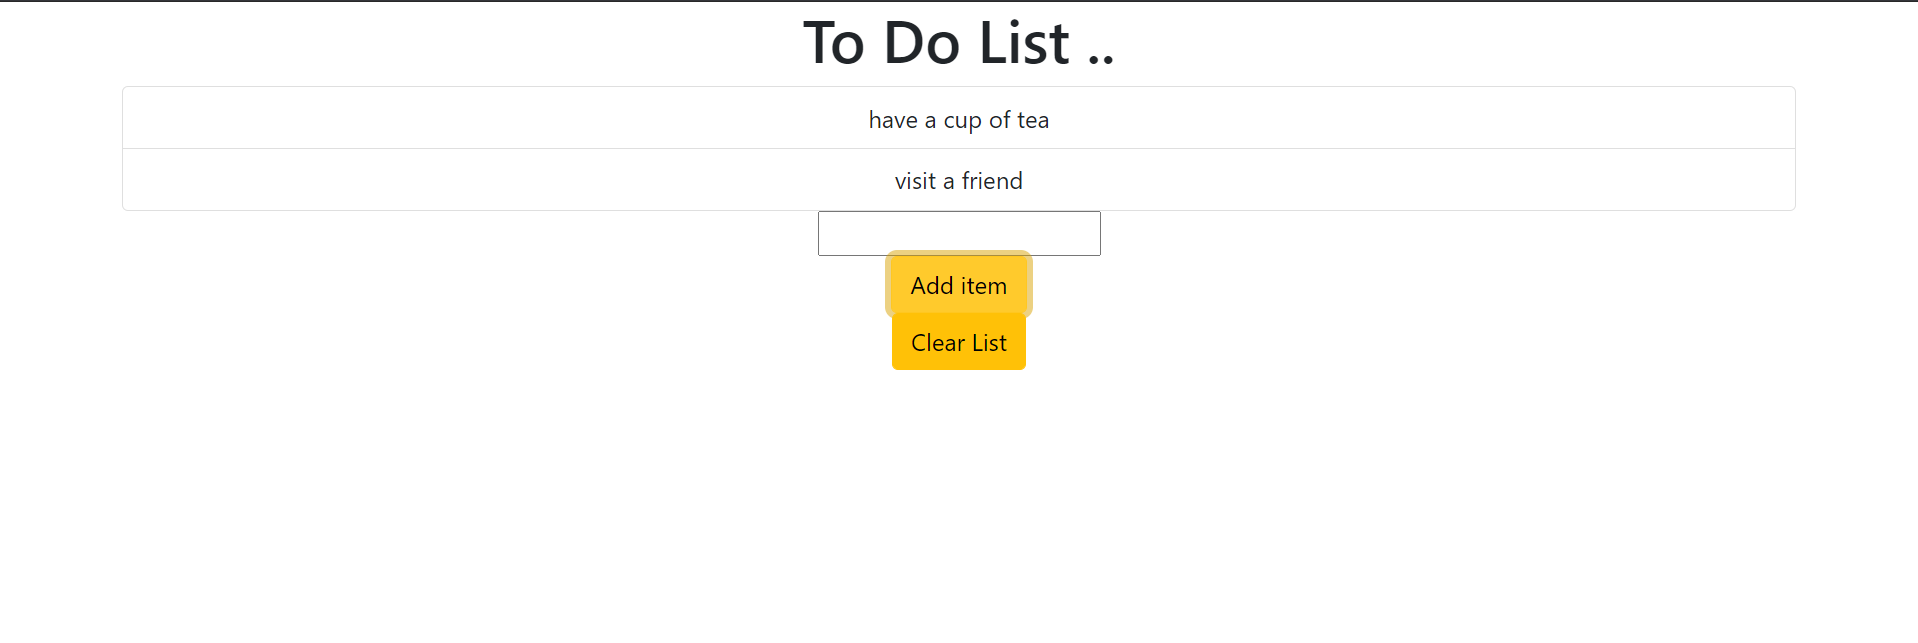 To Do List ..
have a cup of tea
visit a friend
Add item
Clear List